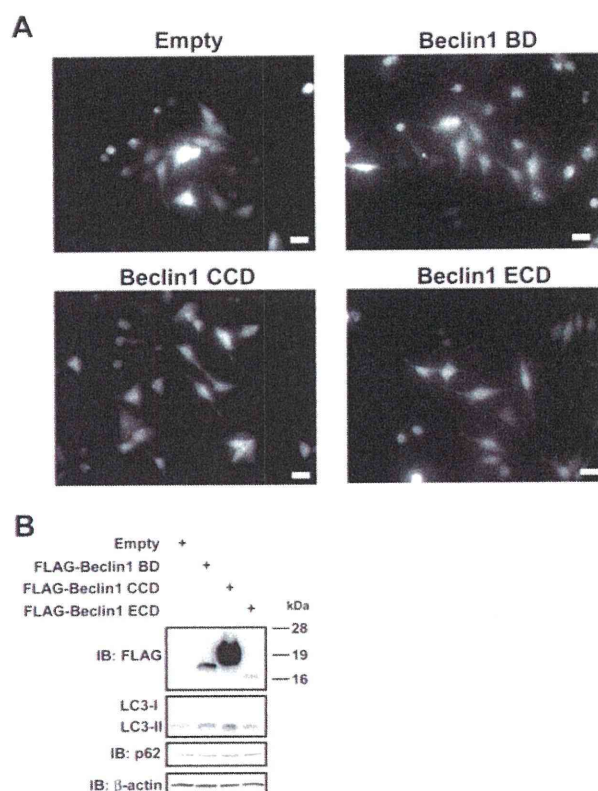 A
Empty
Beclin1 BD
Beclin1 CCD
Beclin1 ECD
B
Empty +
FLAG-Beclin1 BD +
FLAG-Beclin1 CCD +
FLAG-Beclin1 ECD +
kDa
IB: FLAG
28
19
16
LC3-I
LC3-II
IB: p62
IB: β-actin